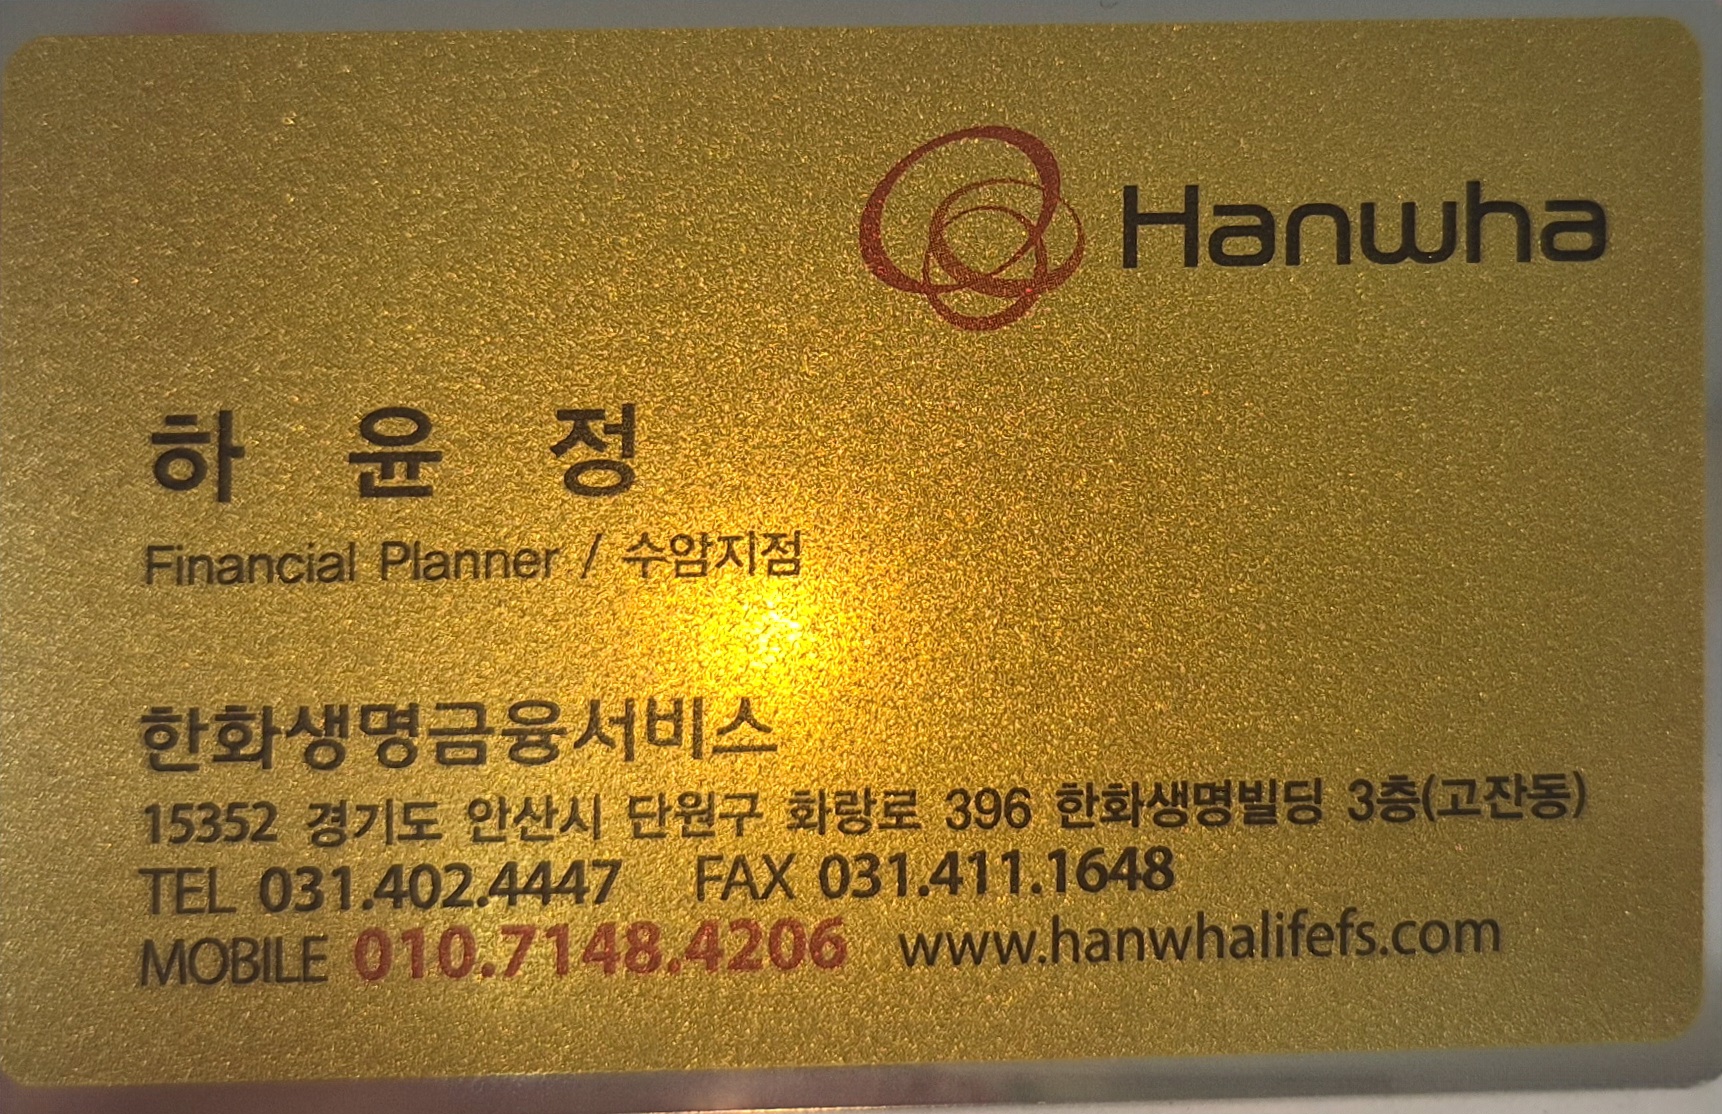 Hanwha
하 윤 정
Financial Planner / 수암지점
한화생명금융서비스
15352 경기도 안산시 단원구 화랑로 396 한화생명빌딩 3층(고잔동)
TEL 031.402.4447 FAX 031.411.1648
MOBILE 010.7148.4206 www.hanwhalifefs.com